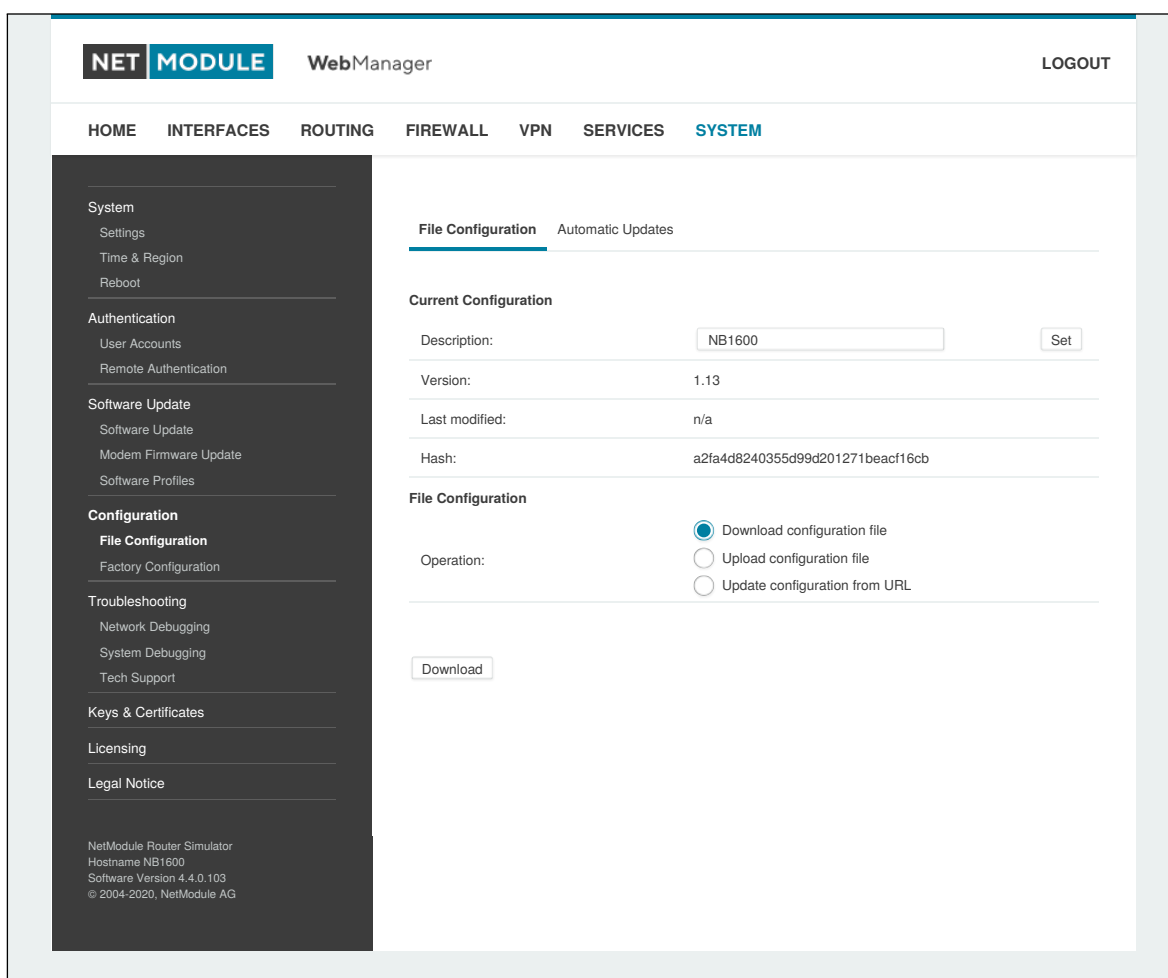 NET MODULE WebManager LOGOUT
HOME INTERFACES ROUTING FIREWALL VPN SERVICES SYSTEM
System
Settings
Time & Region
Reboot
Authentication
User Accounts
Remote Authentication
Software Update
Software Update
Modem Firmware Update
Software Profiles
Configuration
File Configuration
Factory Configuration
Troubleshooting
Network Debugging
System Debugging
Tech Support
Keys & Certificates
Licensing
Legal Notice
NetModule Router Simulator
Hostname NB1600
Software Version 4.4.0.103
© 2004-2020, NetModule AG
File Configuration Automatic Updates
Current Configuration
Description: NB1600 Set
Version: 1.13
Last modified: n/a
Hash: a2fa4d8240355d99d201271beacf16cb
File Configuration
Operation:
Download configuration file
Upload configuration file
Update configuration from URL
Download